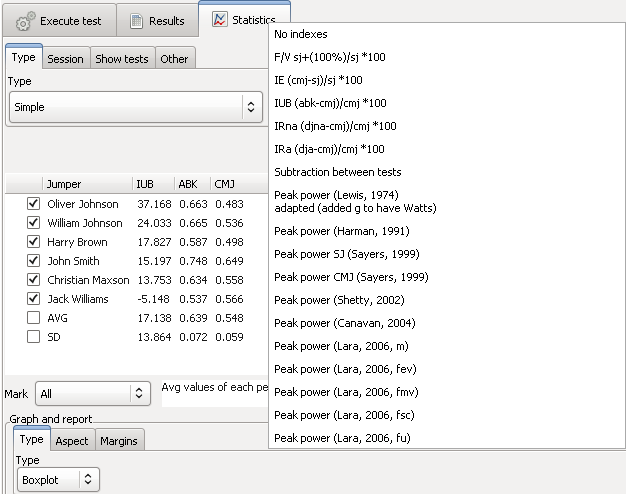 Execute test
Results
Statistics
Type
Session
Show tests
Other
Type
Simple
Jumper IUB ABK CMJ
Oliver Johnson 37.168 0.663 0.483
William Johnson 24.033 0.665 0.536
Harry Brown 17.827 0.587 0.498
John Smith 15.197 0.748 0.649
Christian Maxson 13.753 0.634 0.558
Jack Williams -5.148 0.537 0.566
AVG 17.138 0.639 0.548
SD 13.864 0.072 0.059
Mark All
Avg values of each pe
Graph and report
Type
Aspect
Margins
Type
Boxplot
No indexes
F/V sj+(100%)/sj *100
IE (cmj-sj)/sj *100
IUB (abk-cmj)/cmj *100
IRna (djna-cmj)/cmj *100
IRa (dja-cmj)/cmj *100
Subtraction between tests
Peak power (Lewis, 1974)
adapted (added g to have Watts)
Peak power (Harman, 1991)
Peak power SJ (Sayers, 1999)
Peak power CMJ (Sayers, 1999)
Peak power (Shetty, 2002)
Peak power (Canavan, 2004)
Peak power (Lara, 2006, m)
Peak power (Lara, 2006, fev)
Peak power (Lara, 2006, fmv)
Peak power (Lara, 2006, fsc)
Peak power (Lara, 2006, fu)